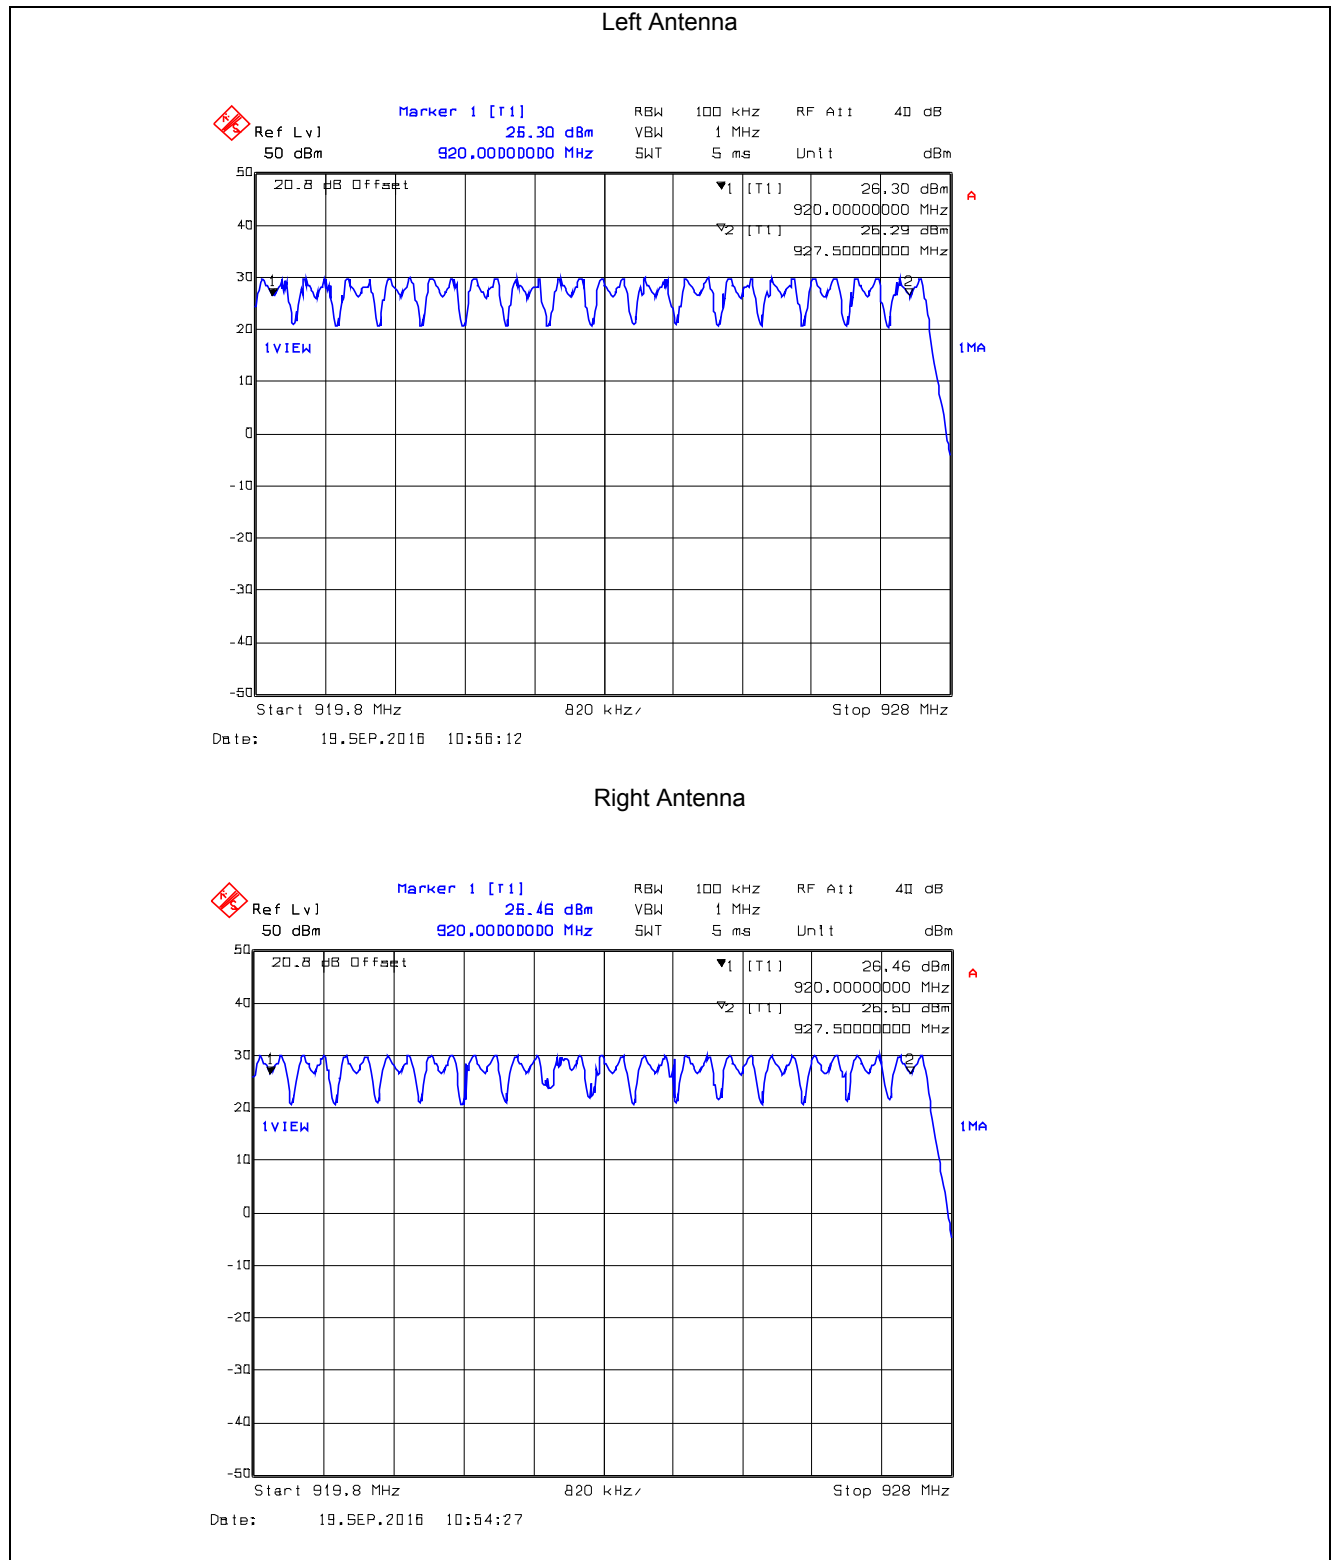 Left Antenna
Marker 1 [T1] RBW 100 kHz RF Att 40 dB
Ref Lvl 26.30 dBm VBW 1 MHz
50 dBm 920.00000000 MHz SWT 5 ms Unit dBm
50
20.8 dB Offset ▼1 [T1] 26.30 dBm A
920.00000000 MHz
40 ▽2 [T1] 26.29 dBm
927.50000000 MHz
30
1 2
20
1VIEW 1MA
10
0
-10
-20
-30
-40
-50
Start 919.8 MHz 820 kHz/ Stop 928 MHz
Date: 19.SEP.2016 10:56:12
Right Antenna
Marker 1 [T1] RBW 100 kHz RF Att 40 dB
Ref Lvl 26.46 dBm VBW 1 MHz
50 dBm 920.00000000 MHz SWT 5 ms Unit dBm
50
20.8 dB Offset ▼1 [T1] 26.46 dBm A
920.00000000 MHz
40 ▽2 [T1] 26.60 dBm
927.50000000 MHz
30
1 2
20
1VIEW 1MA
10
0
-10
-20
-30
-40
-50
Start 919.8 MHz 820 kHz/ Stop 928 MHz
Date: 19.SEP.2016 10:54:27